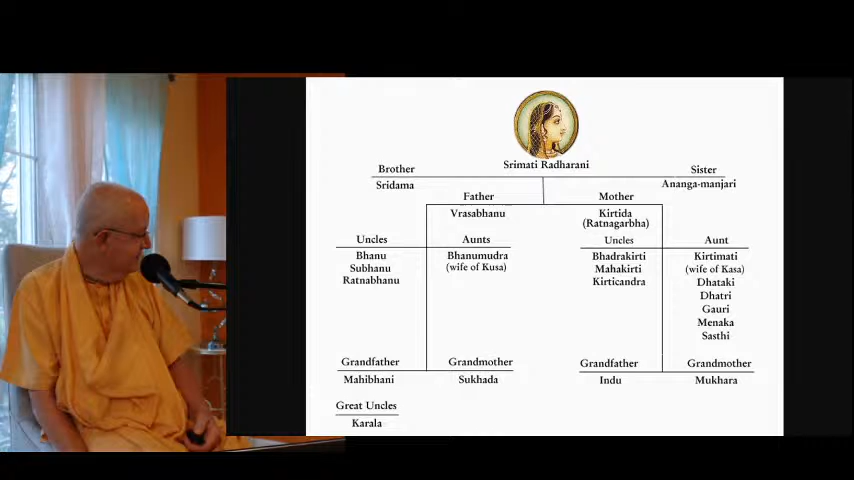 Srimati Radharani
Brother
Sister
Sridama
Ananga-manjari
Father
Mother
Vrasabhanu
Kirtida
(Ratnagarbha)
Uncles
Aunts
Uncles
Aunt
Bhanu
Subhanu
Ratnabhanu
Bhanumudra
(wife of Kusa)
Bhadrakirti
Mahakirti
Kirticandra
Kirtimati
(wife of Kasa)
Dhataki
Dhatri
Gauri
Menaka
Sasthi
Grandfather
Grandmother
Grandfather
Grandmother
Mahibhani
Sukhada
Indu
Mukhara
Great Uncles
Karala